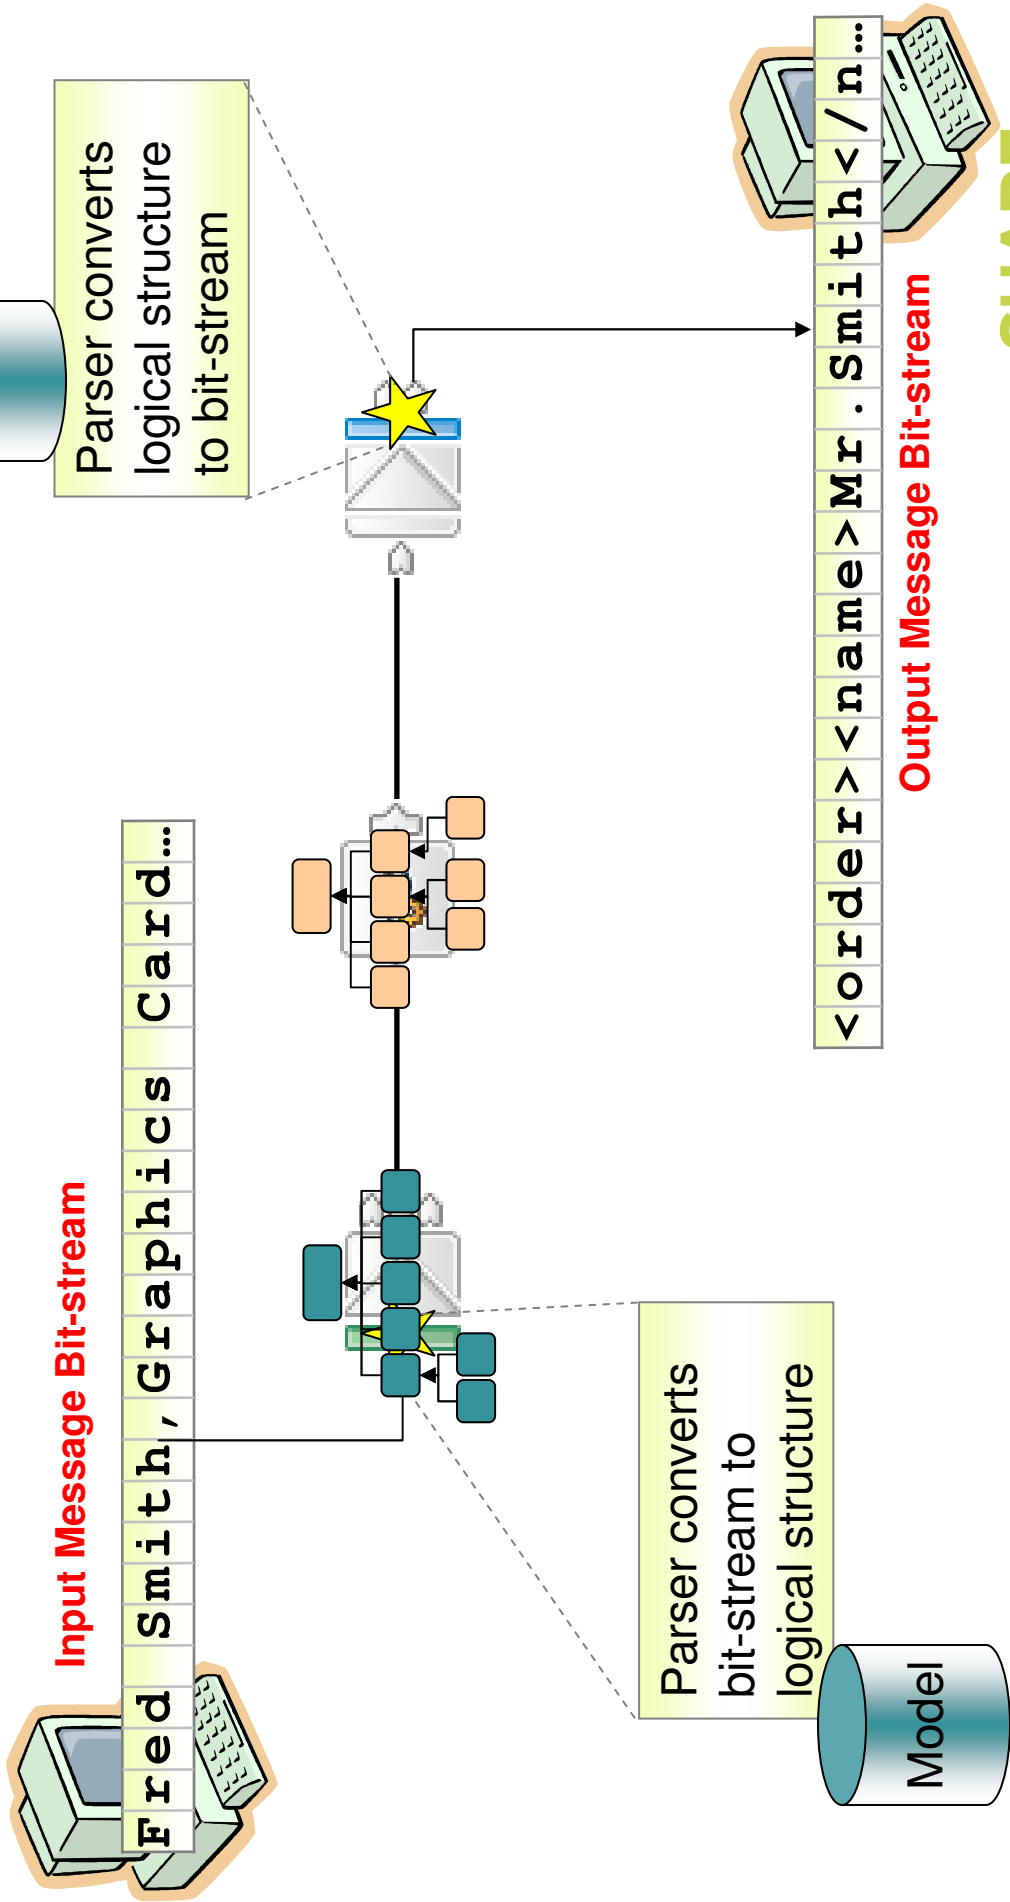 Input Message Bit-stream
Fred Smith,Graphics Card…
Parser converts
logical structure
to bit-stream
Parser converts
bit-stream to
logical structure
Model
<order><name>Mr.Smith</n…
Output Message Bit-stream